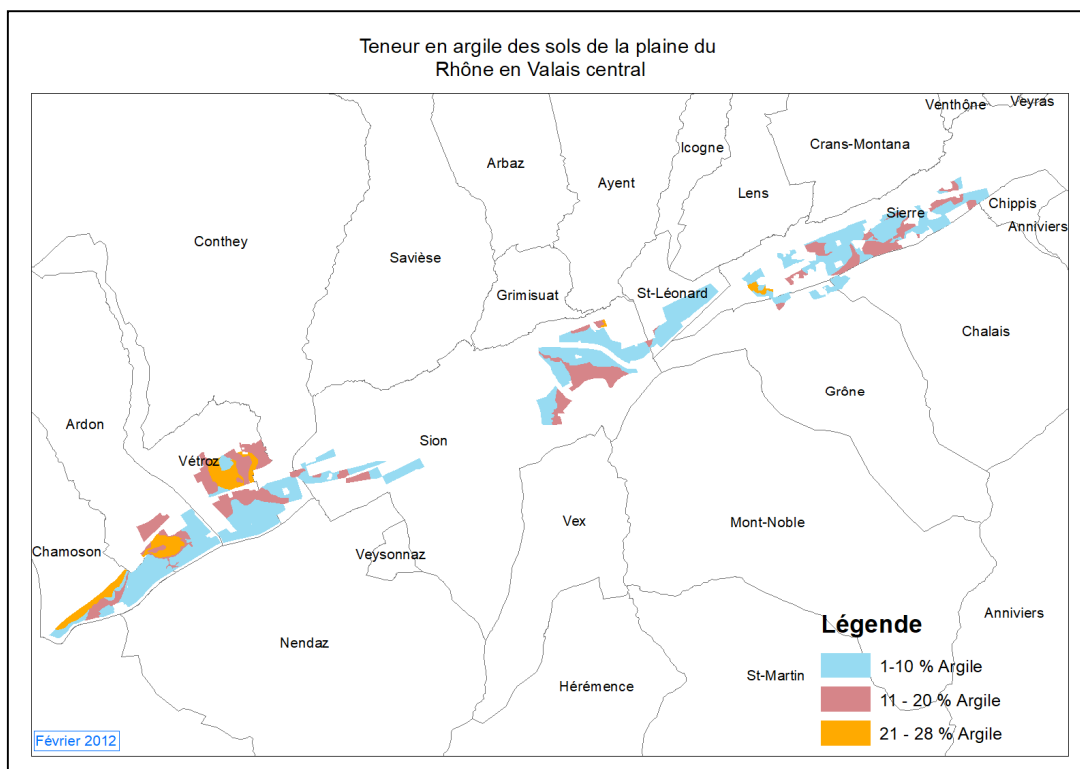 Teneur en argile des sols de la plaine du
Rhône en Valais central
Venthône
Veyras
Icogne
Crans-Montana
Arbaz
Ayent
Lens
Chippis
Sierre
Anniviers
Conthey
Savièse
Grimisuat
St-Léonard
Chalais
Grône
Ardon
Sion
Vétroz
Vex
Mont-Noble
Chamoson
Veysonnaz
Anniviers
Nendaz
Hérémence
St-Martin
Légende
1-10 % Argile
11 - 20 % Argile
21 - 28 % Argile
Février 2012